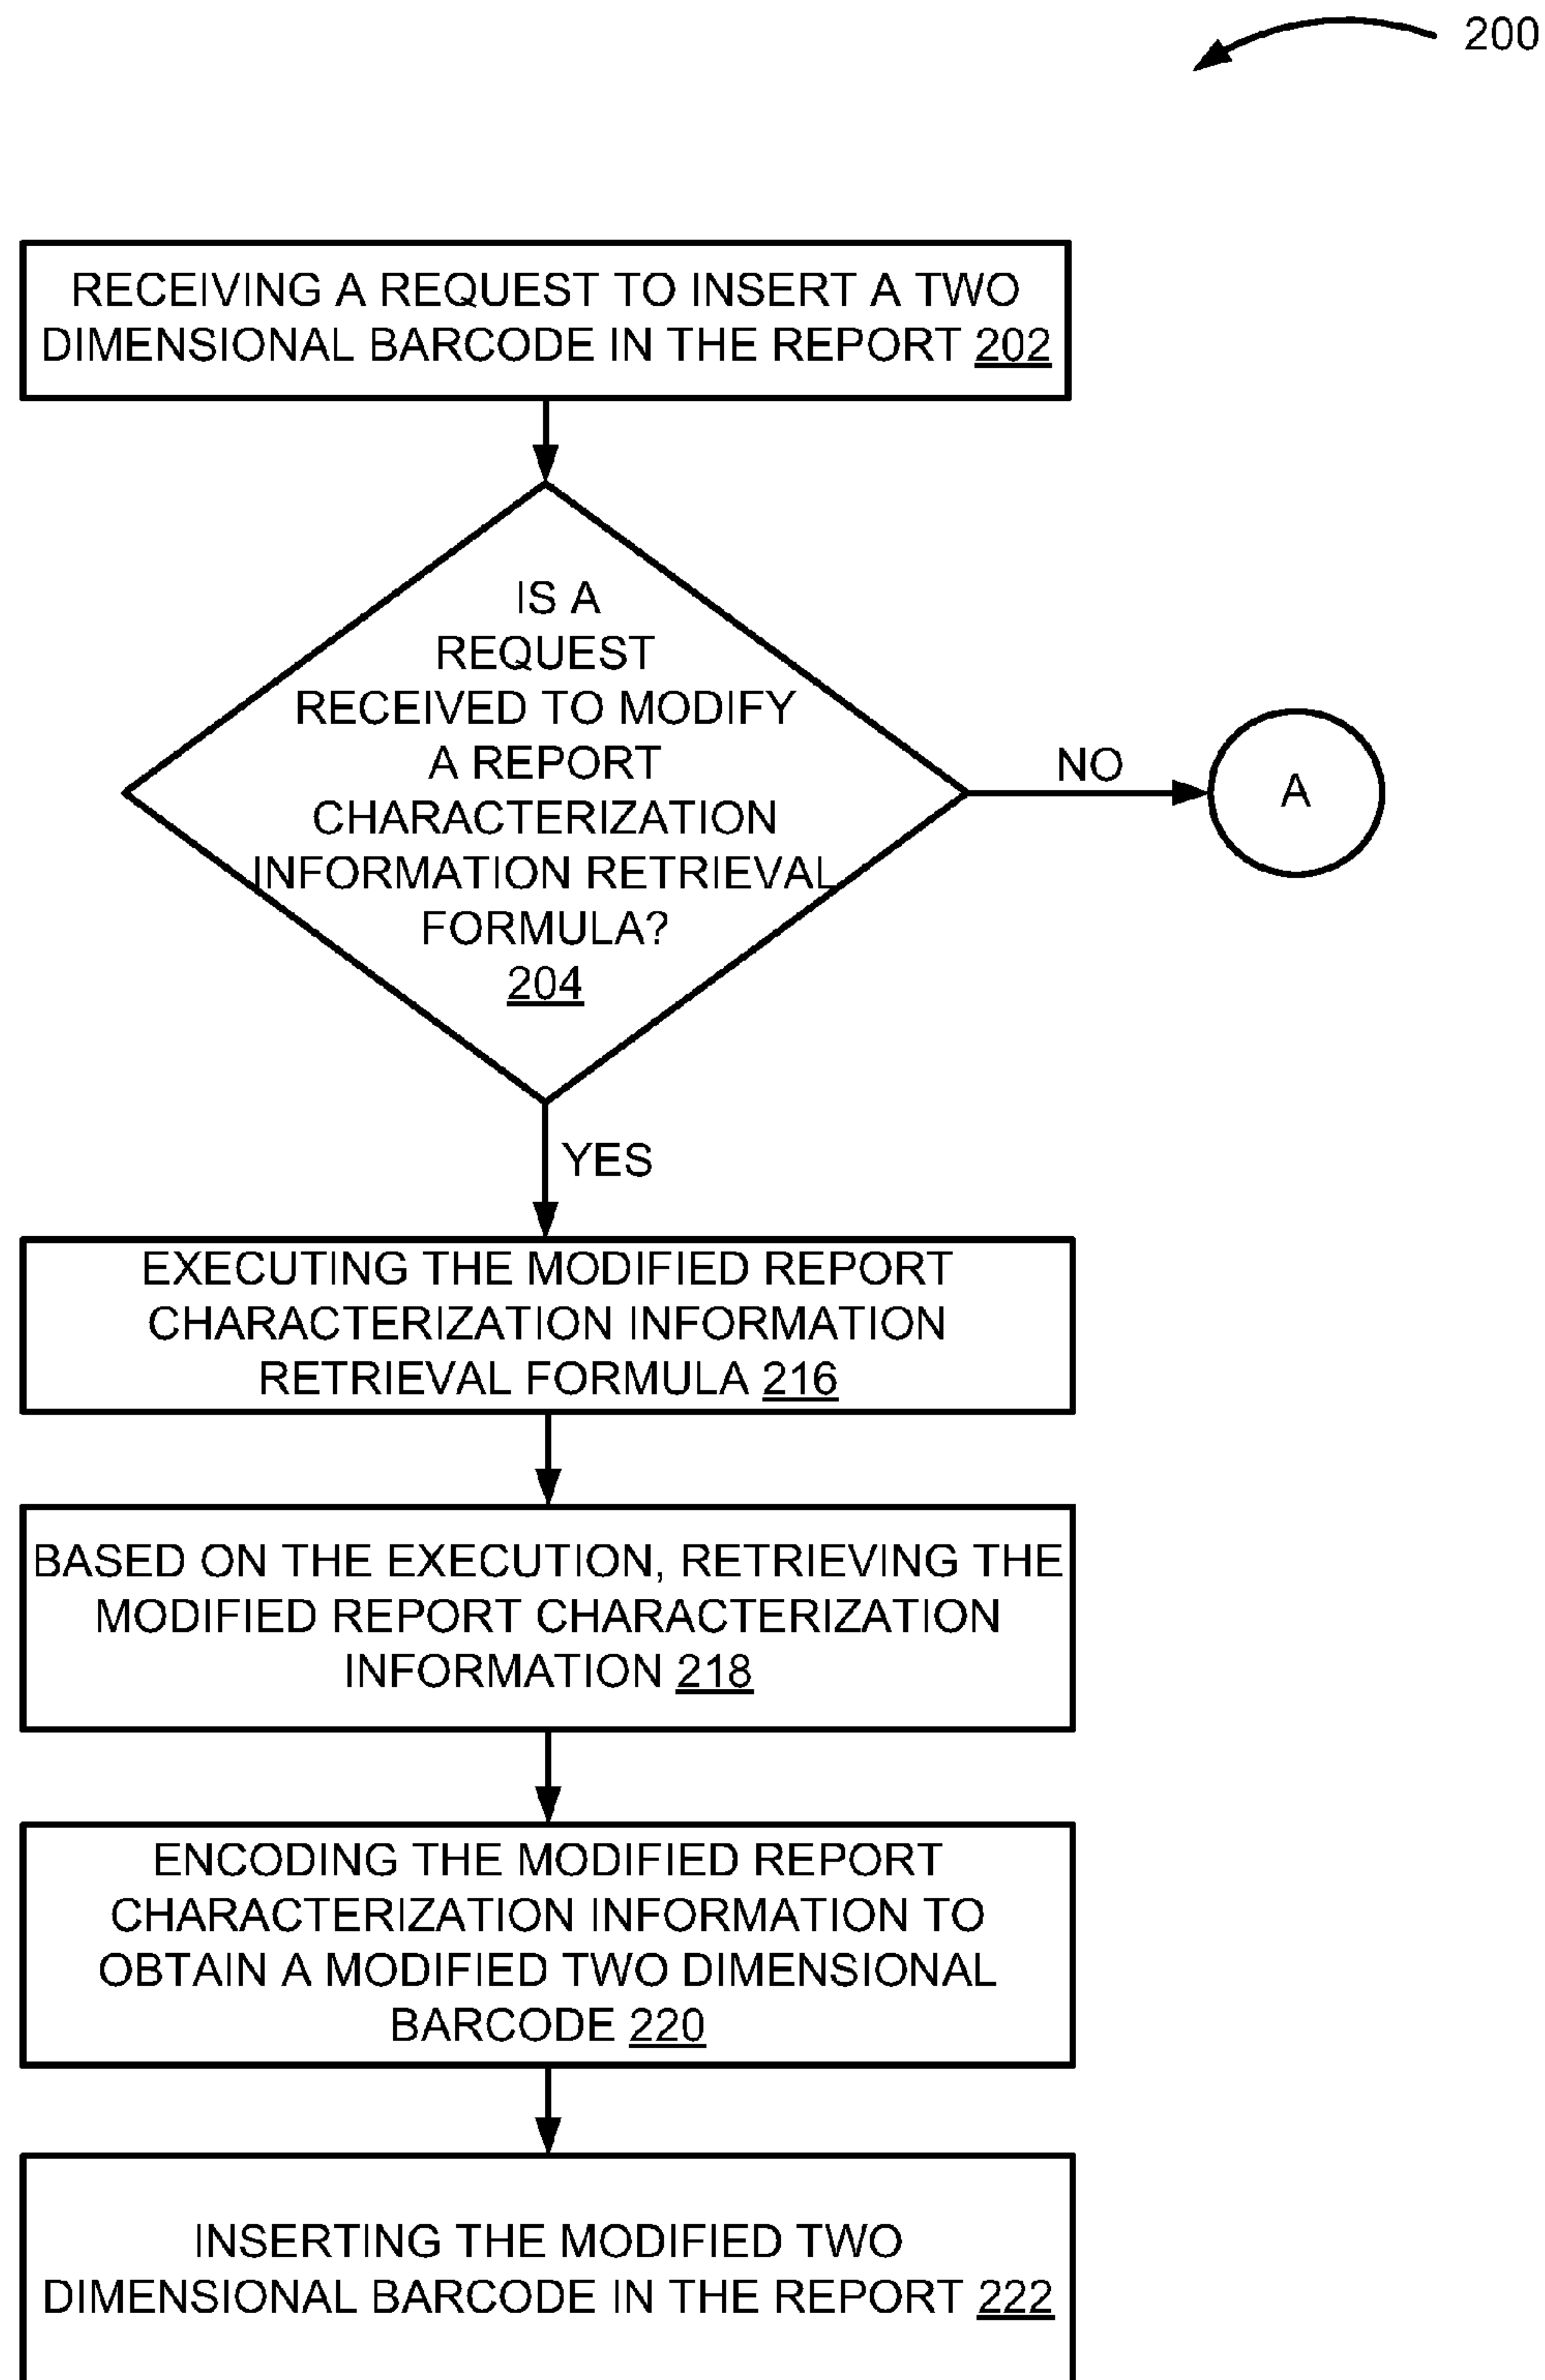 200
RECEIVING A REQUEST TO INSERT A TWO
DIMENSIONAL BARCODE IN THE REPORT 202
IS A
REQUEST
RECEIVED TO MODIFY
A REPORT
CHARACTERIZATION
INFORMATION RETRIEVAL
FORMULA?
204
NO
A
YES
EXECUTING THE MODIFIED REPORT
CHARACTERIZATION INFORMATION
RETRIEVAL FORMULA 216
BASED ON THE EXECUTION, RETRIEVING THE
MODIFIED REPORT CHARACTERIZATION
INFORMATION 218
ENCODING THE MODIFIED REPORT
CHARACTERIZATION INFORMATION TO
OBTAIN A MODIFIED TWO DIMENSIONAL
BARCODE 220
INSERTING THE MODIFIED TWO
DIMENSIONAL BARCODE IN THE REPORT 222